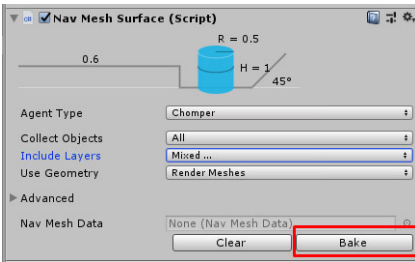 Nav Mesh Surface (Script)
R = 0.5
0.6
H = 1
45°
Agent Type Chomper
Collect Objects All
Include Layers Mixed ...
Use Geometry Render Meshes
Advanced
Nav Mesh Data None (Nav Mesh Data)
Clear Bake